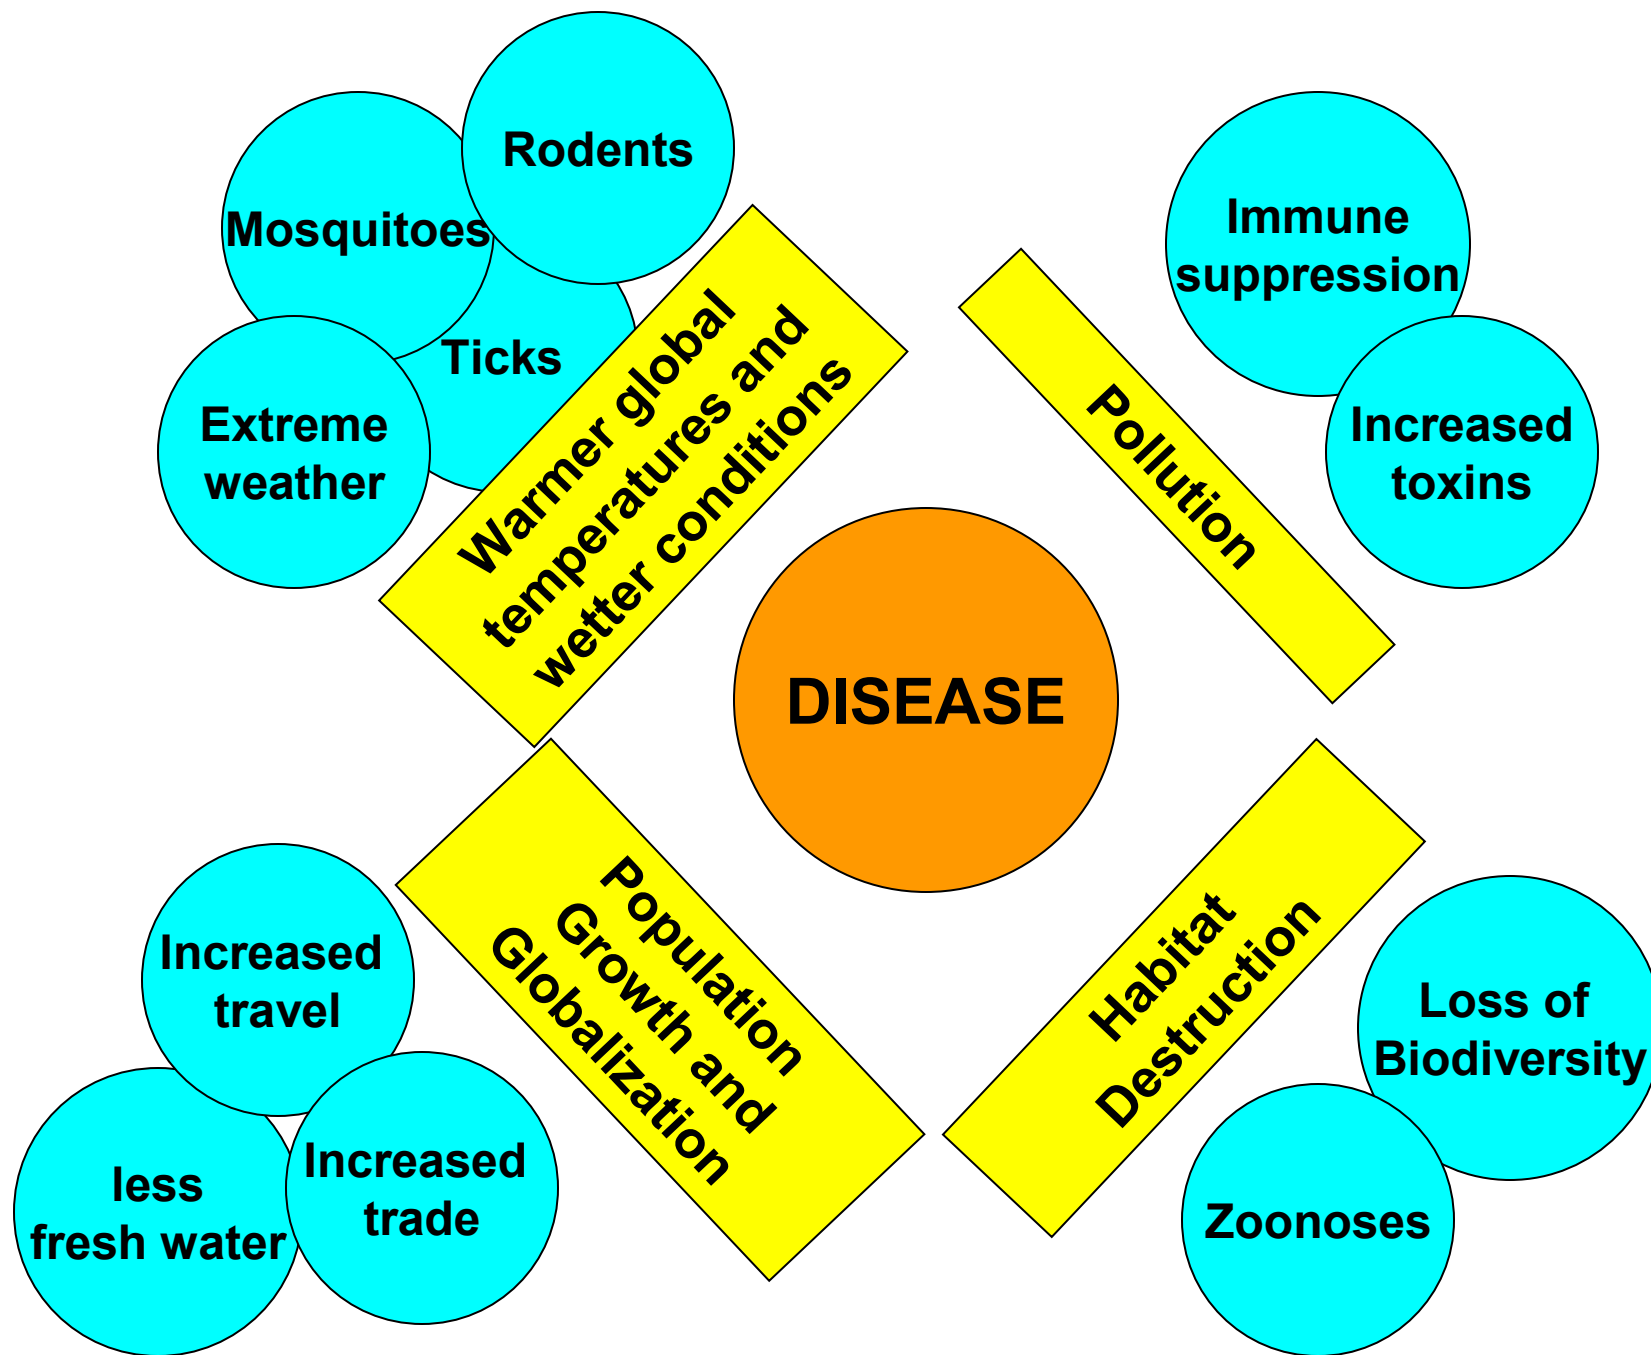 Rodents
Mosquitoes
Ticks
Extreme
weather
Warmer global
temperatures and
wetter conditions
Immune
suppression
Increased
toxins
Pollution
DISEASE
Population
Growth and
Globalization
Increased
travel
less
fresh water
Increased
trade
Habitat
Destruction
Loss of
Biodiversity
Zoonoses